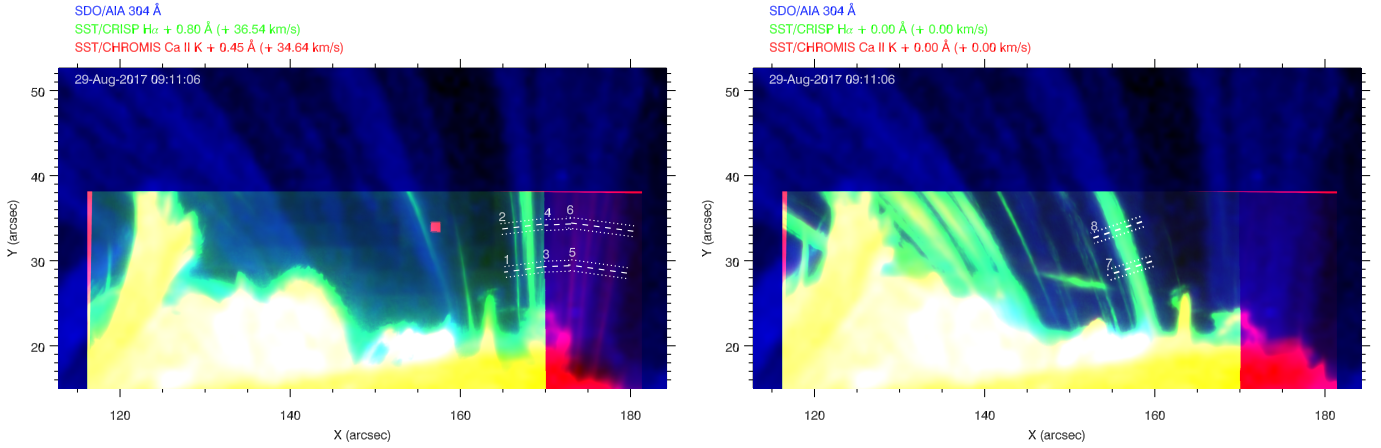 SDO/AIA 304 Å
SST/CRISP Hα + 0.80 Å (+ 36.54 km/s)
SST/CHROMIS Ca II K + 0.45 Å (+ 34.64 km/s)
29-Aug-2017 09:11:06
50
40
30
20
Y (arcsec)
2
4
6
1
3
5
120
140
160
180
X (arcsec)
SDO/AIA 304 Å
SST/CRISP Hα + 0.00 Å (+ 0.00 km/s)
SST/CHROMIS Ca II K + 0.00 Å (+ 0.00 km/s)
29-Aug-2017 09:11:06
50
40
30
20
Y (arcsec)
8
7
120
140
160
180
X (arcsec)